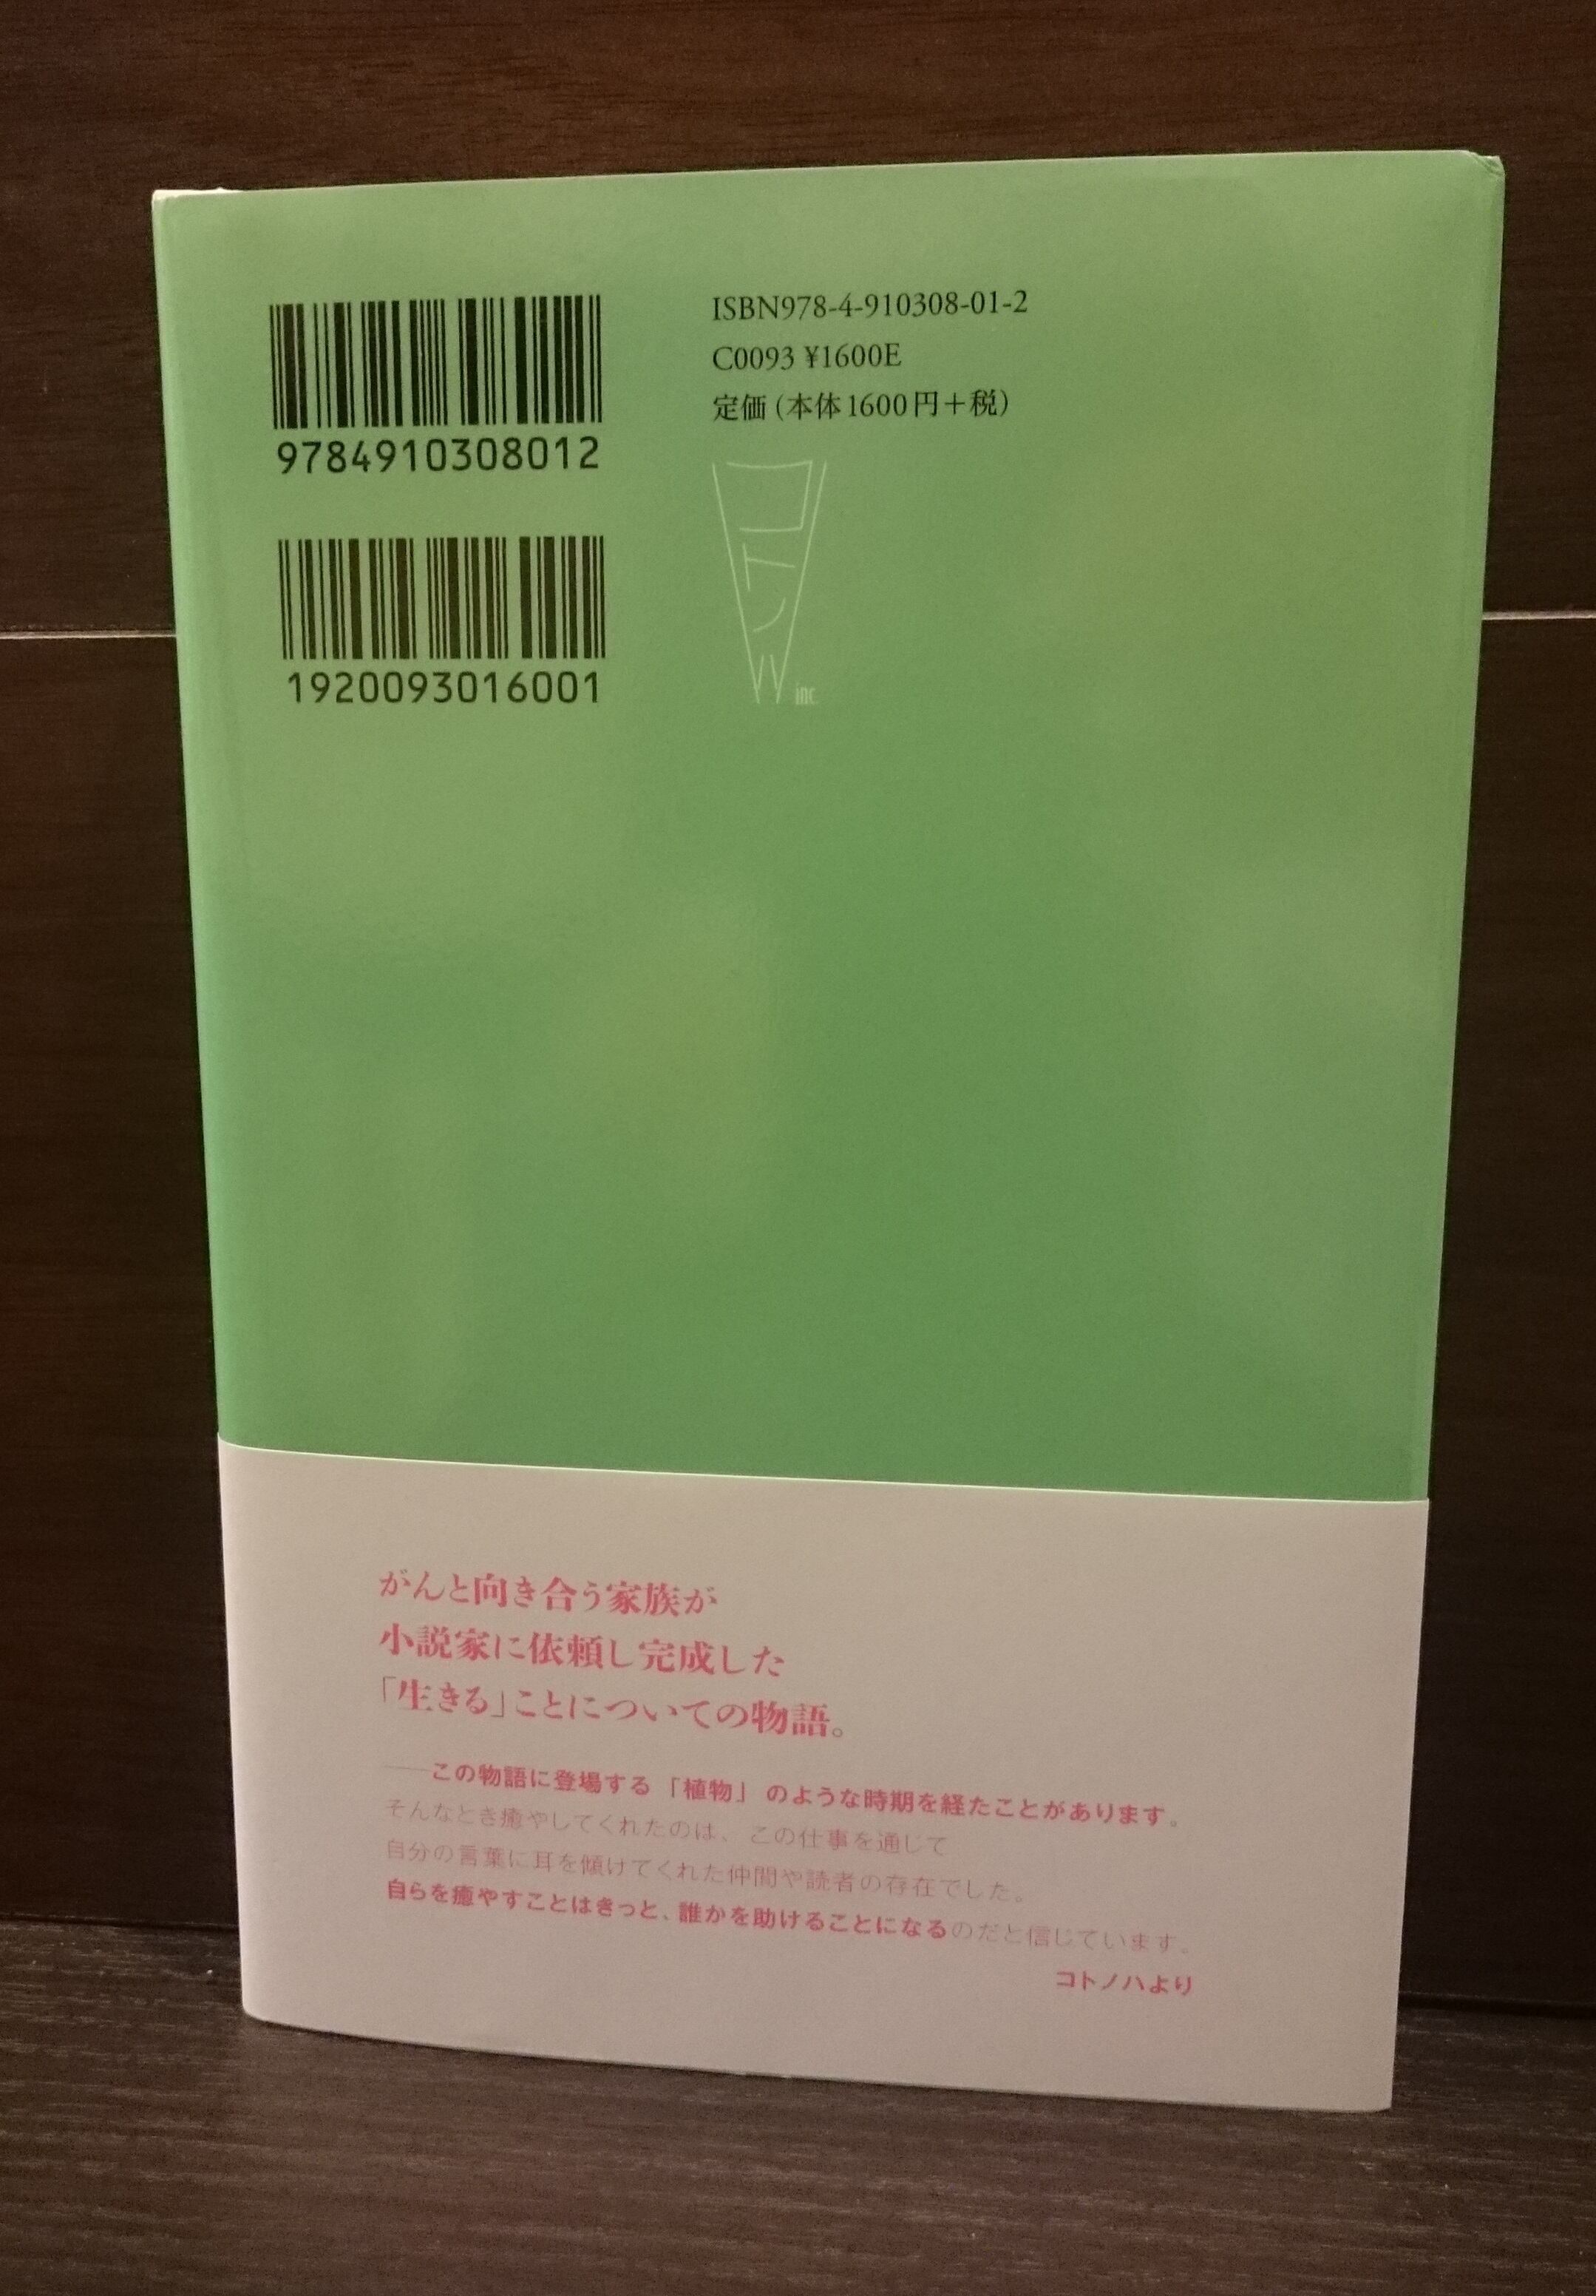 9784910308012
1920093016001
ISBN978-4-910308-01-2
C0093 ¥1600E
定価 (本体1600円＋税)
コトノハ
inc.
がんと向き合う家族が
小説家に依頼し完成した
「生きる」ことについての物語。
——この物語に登場する「植物」のような時期を経たことがあります。
そんなとき癒やしてくれたのは、この仕事を通じて
自分の言葉に耳を傾けてくれた仲間や読者の存在でした。
自らを癒やすことはきっと、誰かを助けることになるのだと信じています。
コトノハより